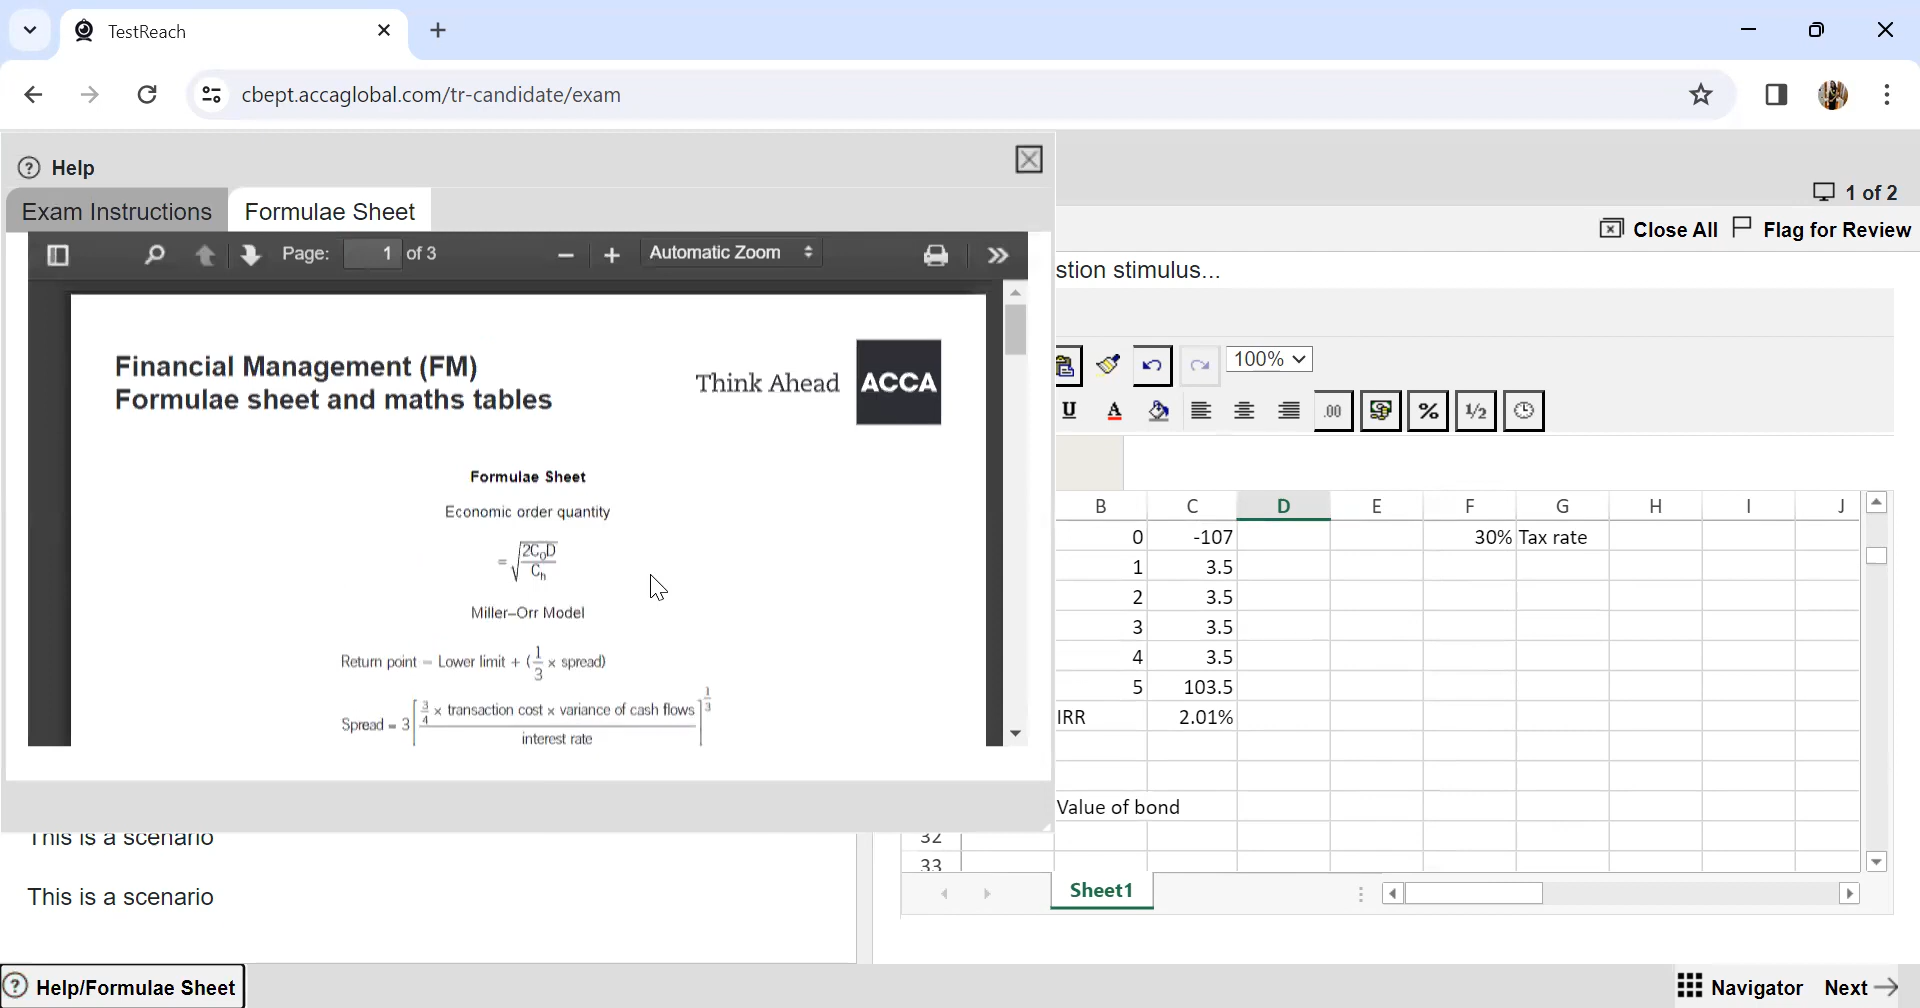 TestReach
cbept.accaglobal.com/tr-candidate/exam
Help
1 of 2
Exam Instructions
Formulae Sheet
Close All
Flag for Review
Page: 1 of 3
Automatic Zoom
stion stimulus...
Financial Management (FM)
Formulae sheet and maths tables
Think Ahead
ACCA
100%
U A .00 % 1/2
Formulae Sheet
Economic order quantity
= √(2C₀D / Cₕ)
Miller–Orr Model
Return point = Lower limit + (1/3 × spread)
Spread = 3 [ (3/4 × transaction cost × variance of cash flows) / interest rate ] 1/3
B C D E F G H I J
0 -107 30% Tax rate
1 3.5
2 3.5
3 3.5
4 3.5
5 103.5
IRR 2.01%
Value of bond
32
33
This is a scenario
This is a scenario
Sheet1
Help/Formulae Sheet
Navigator
Next